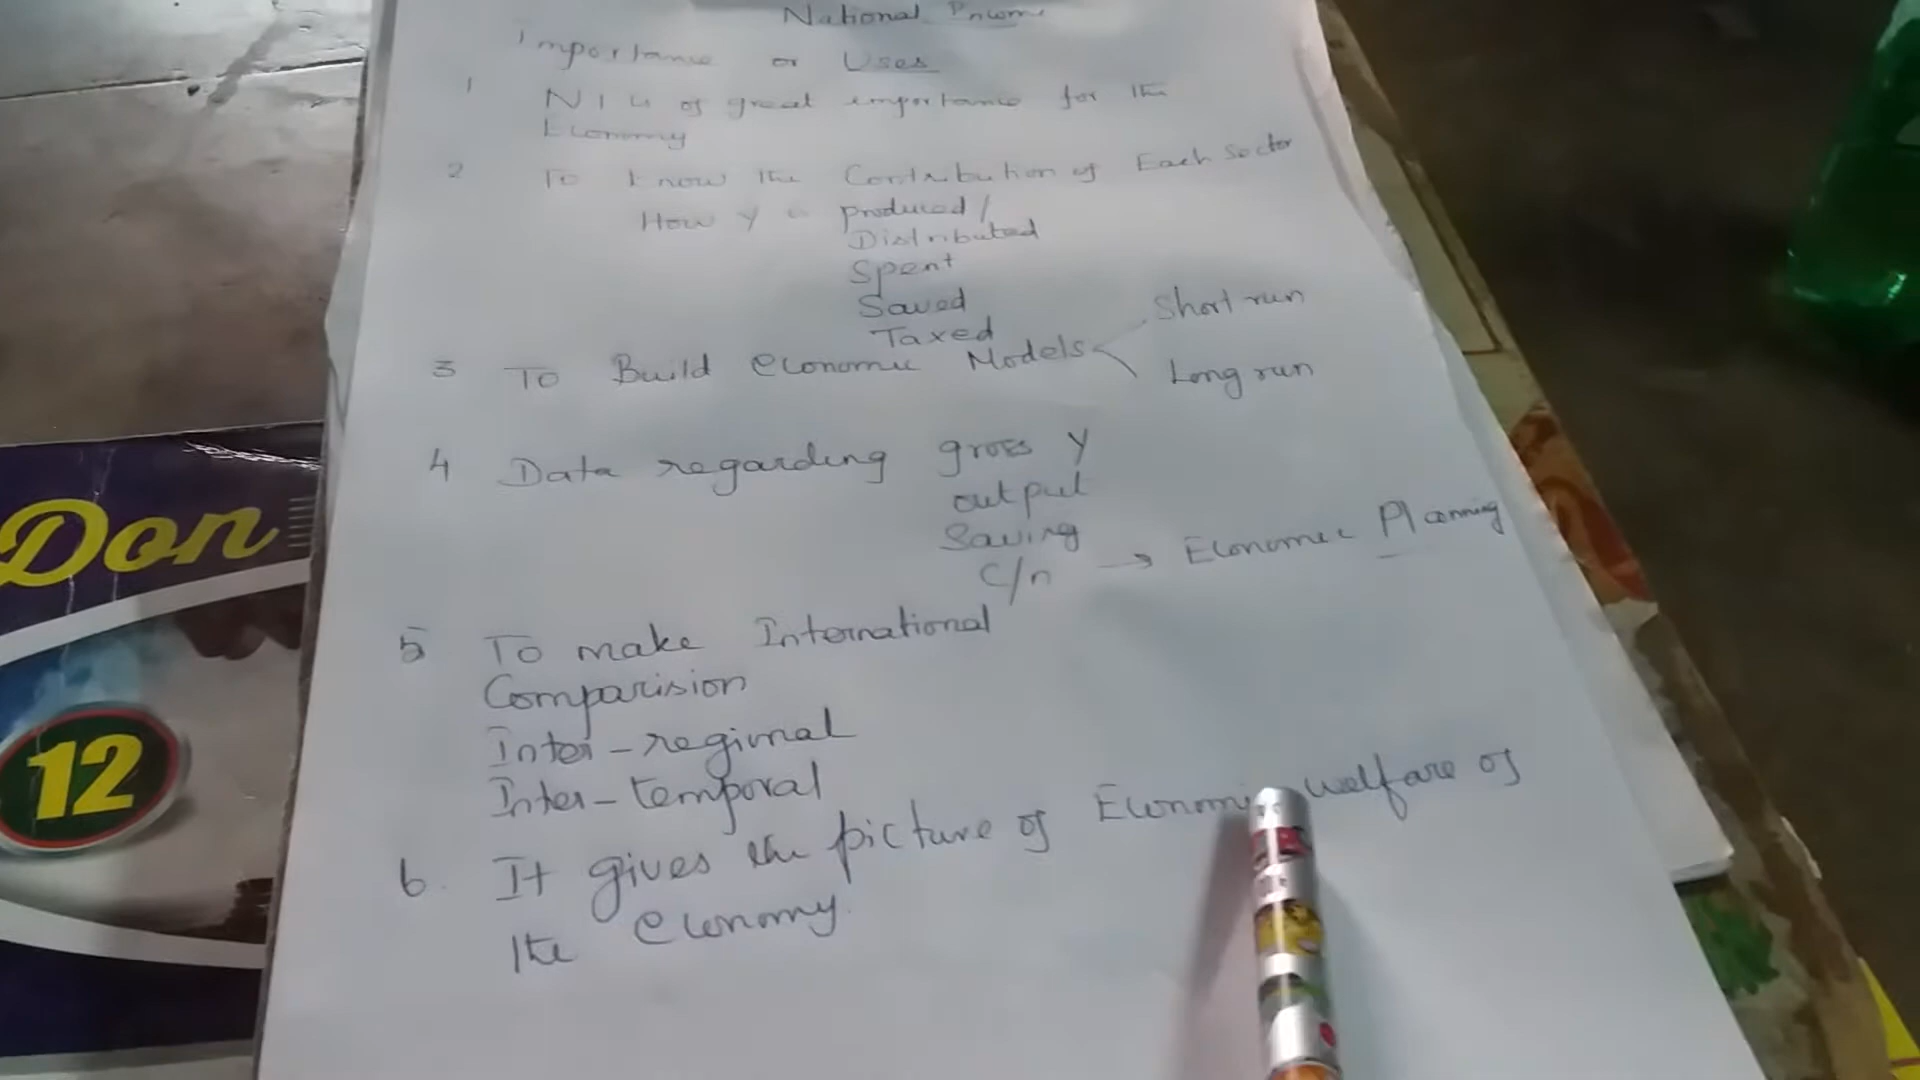 National Income
Importance or Uses
1 NI is of great importance for the
Economy
2 To know the Contribution of Each Sector
How Y is produced/
Distributed
Spent
Saved
Taxed
3 To Build Economic Models
Short run
Long run
4 Data regarding gross Y
output
Saving
C/n → Economic Planning
5 To make International
Comparision
Inter-regional
Inter-temporal
6. It gives the picture of Economic welfare of
the economy.
Don
12